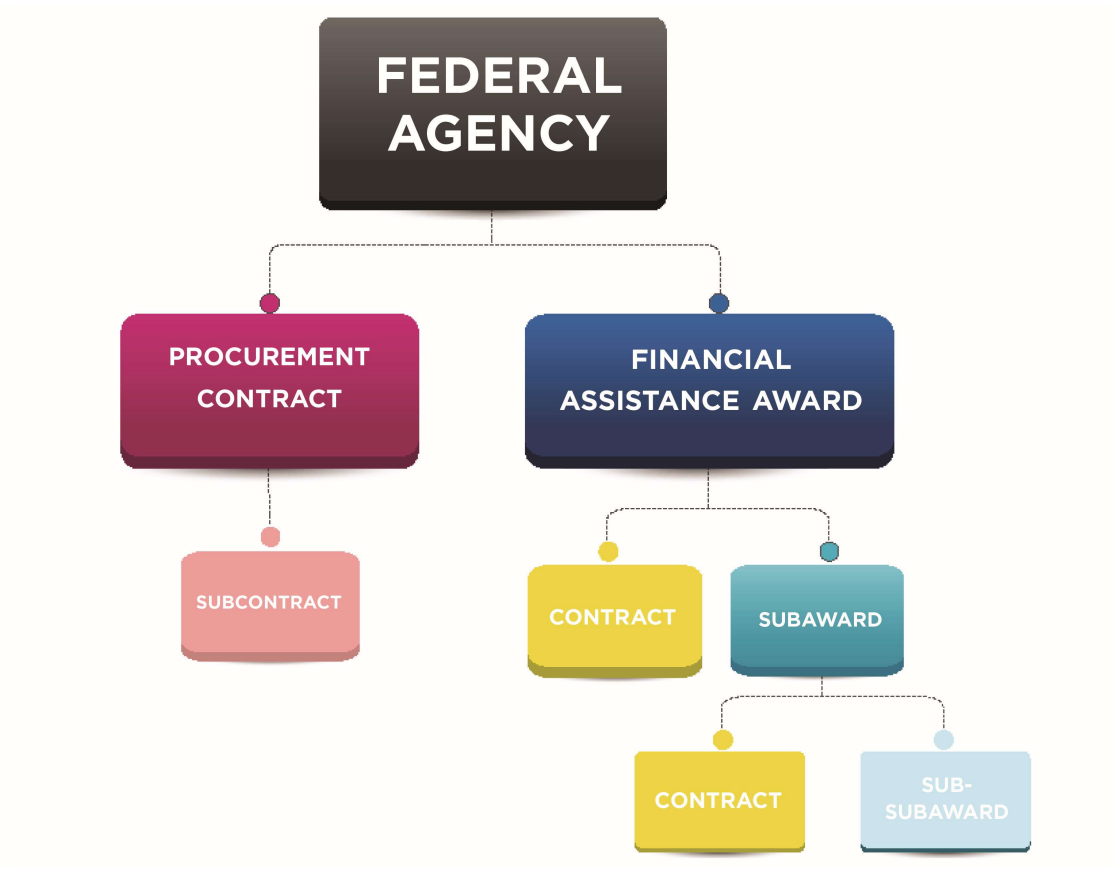 FEDERAL
AGENCY
PROCUREMENT
CONTRACT
FINANCIAL
ASSISTANCE AWARD
SUBCONTRACT
CONTRACT
SUBAWARD
CONTRACT
SUB-
SUBAWARD